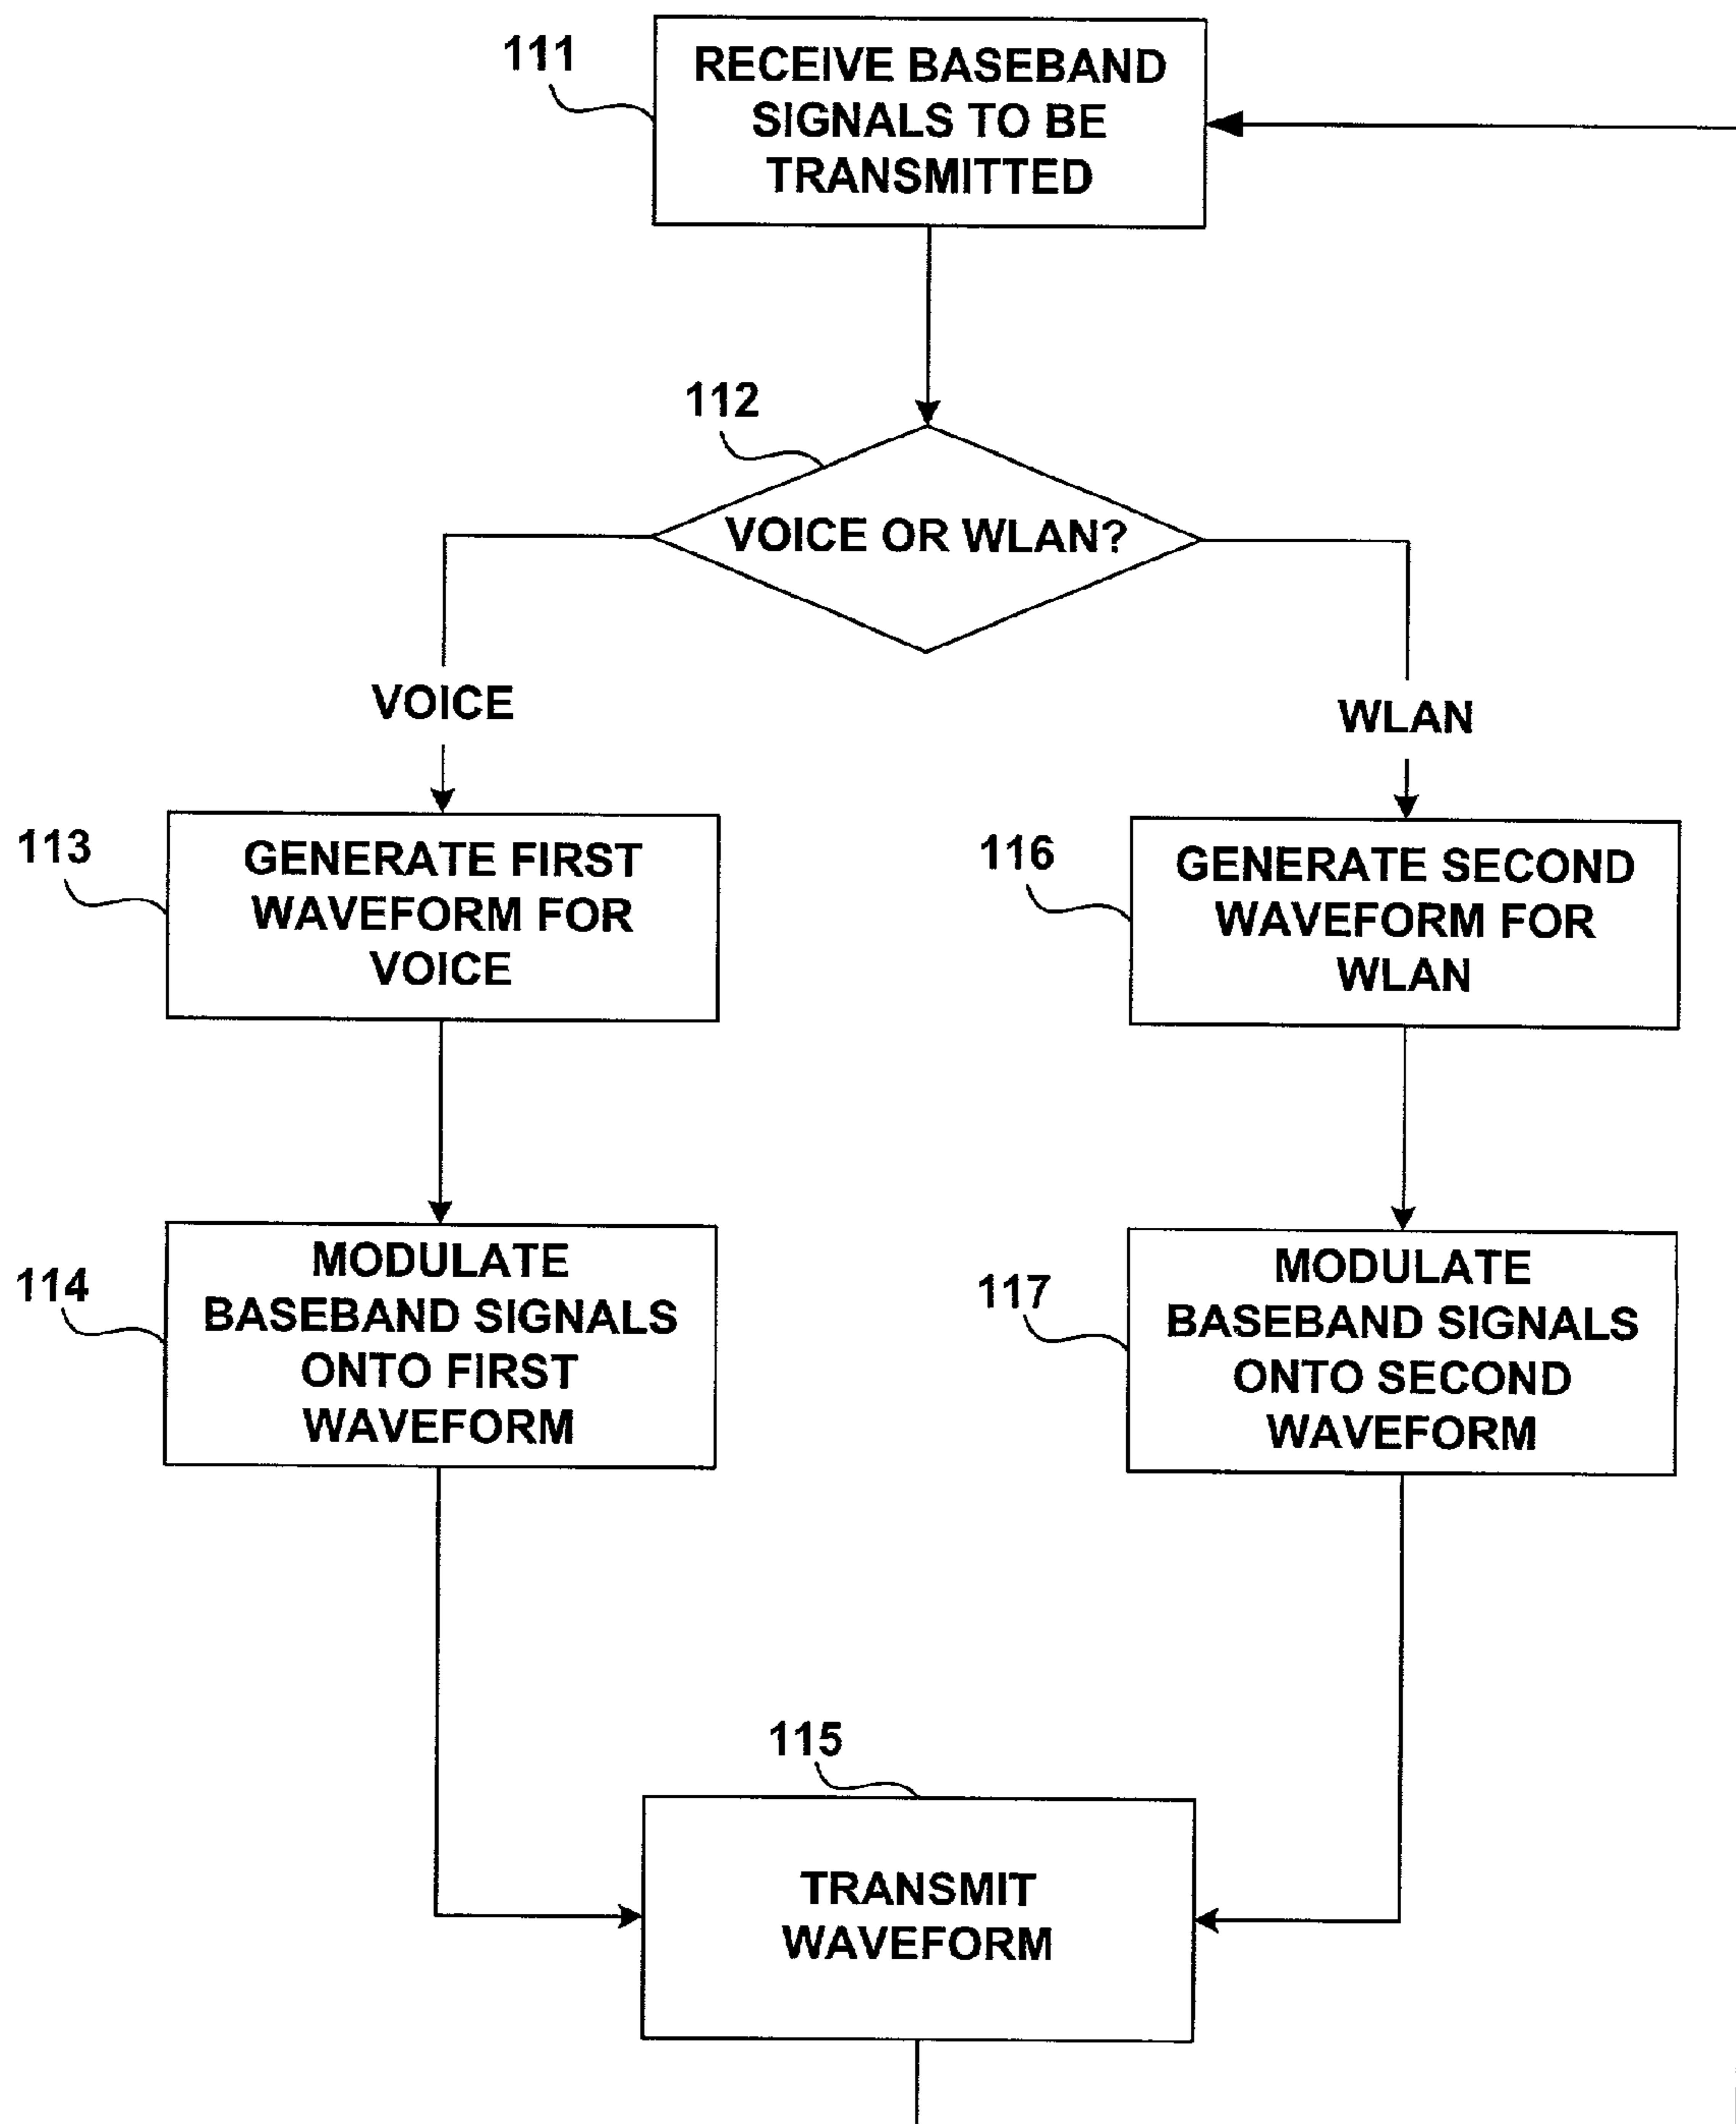 111
RECEIVE BASEBAND
SIGNALS TO BE
TRANSMITTED
112
VOICE OR WLAN?
VOICE
WLAN
113
GENERATE FIRST
WAVEFORM FOR
VOICE
116
GENERATE SECOND
WAVEFORM FOR
WLAN
114
MODULATE
BASEBAND SIGNALS
ONTO FIRST
WAVEFORM
117
MODULATE
BASEBAND SIGNALS
ONTO SECOND
WAVEFORM
115
TRANSMIT
WAVEFORM